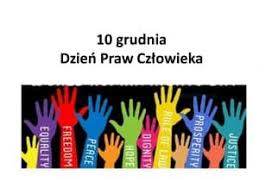 10 grudnia
Dzień Praw Człowieka
EQUALITY
FREEDOM
PEACE
HOPE
DIGNITY
RULE OF LAW
PROSPERITY
JUSTICE